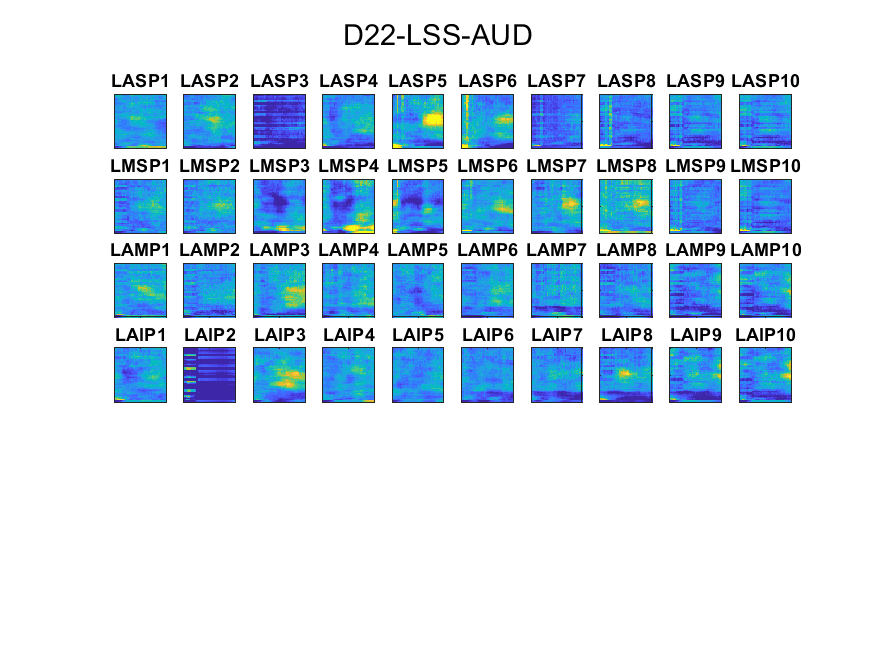 D22-LSS-AUD
LASP1 LASP2 LASP3 LASP4 LASP5 LASP6 LASP7 LASP8 LASP9 LASP10
LMSP1 LMSP2 LMSP3 LMSP4 LMSP5 LMSP6 LMSP7 LMSP8 LMSP9 LMSP10
LAMP1 LAMP2 LAMP3 LAMP4 LAMP5 LAMP6 LAMP7 LAMP8 LAMP9 LAMP10
LAIP1 LAIP2 LAIP3 LAIP4 LAIP5 LAIP6 LAIP7 LAIP8 LAIP9 LAIP10